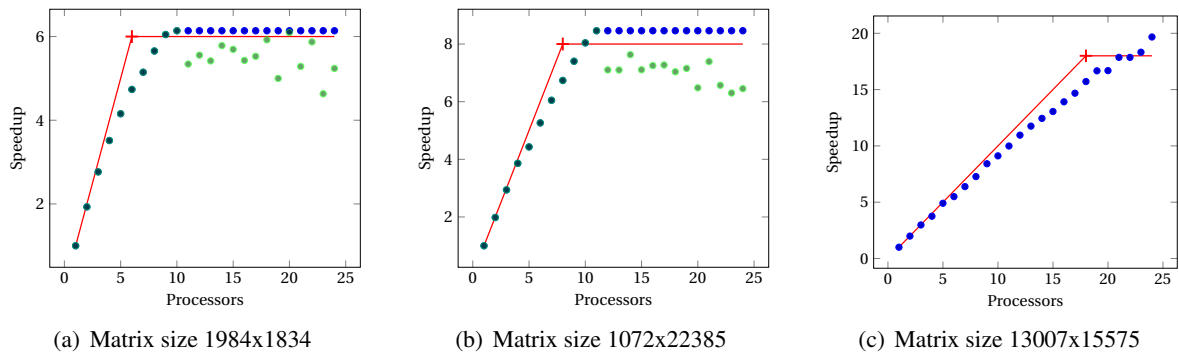 Speedup
6
4
2
0 5 10 15 20 25
Processors
(a) Matrix size 1984x1834
Speedup
8
6
4
2
0 5 10 15 20 25
Processors
(b) Matrix size 1072x22385
Speedup
20
15
10
5
0
0 5 10 15 20 25
Processors
(c) Matrix size 13007x15575